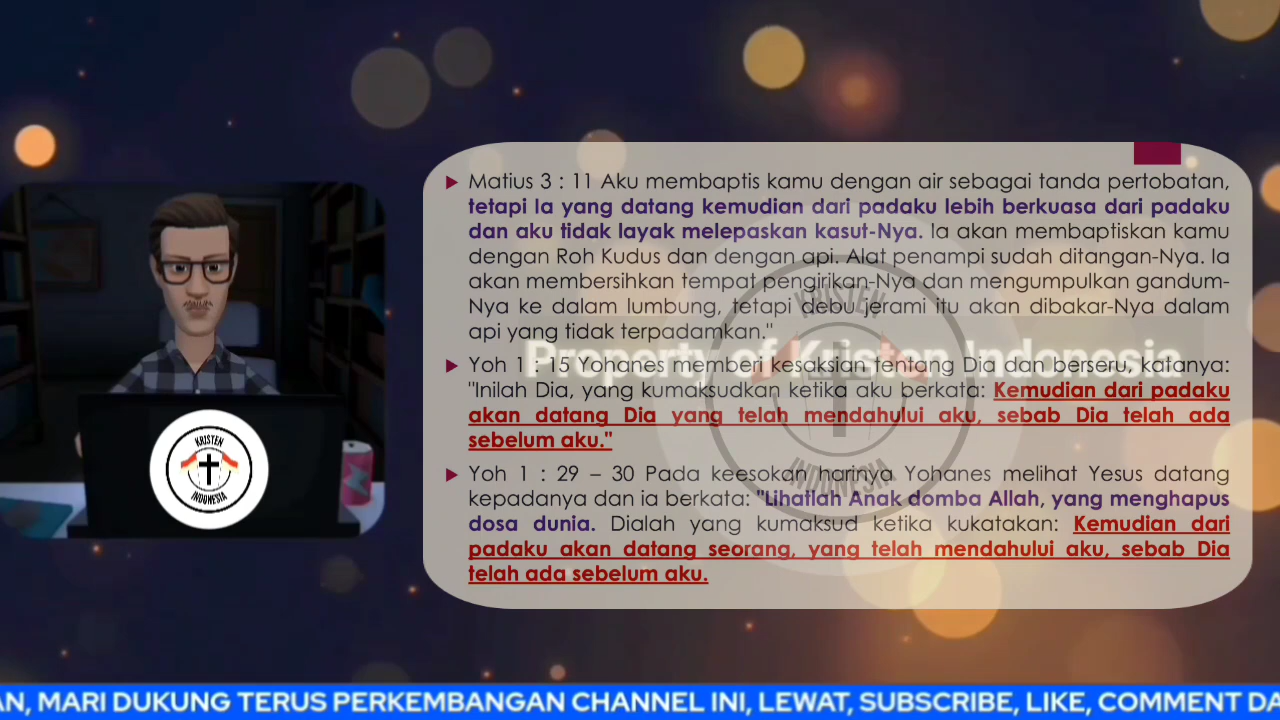 Matius 3 : 11 Aku membaptis kamu dengan air sebagai tanda pertobatan,
tetapi Ia yang datang kemudian dari padaku lebih berkuasa dari padaku
dan aku tidak layak melepaskan kasut-Nya. Ia akan membaptiskan kamu
dengan Roh Kudus dan dengan api. Alat penampi sudah ditangan-Nya. Ia
akan membersihkan tempat pengirikan-Nya dan mengumpulkan gandum-
Nya ke dalam lumbung, tetapi debu jerami itu akan dibakar-Nya dalam
api yang tidak terpadamkan."
Property of Kristen Indonesia
Yoh 1 : 15 Yohanes memberi kesaksian tentang Dia dan berseru, katanya:
"Inilah Dia, yang kumaksudkan ketika aku berkata: Kemudian dari padaku
akan datang Dia yang telah mendahului aku, sebab Dia telah ada
sebelum aku."
Yoh 1 : 29 – 30 Pada keesokan harinya Yohanes melihat Yesus datang
kepadanya dan ia berkata: "Lihatlah Anak domba Allah, yang menghapus
dosa dunia. Dialah yang kumaksud ketika kukatakan: Kemudian dari
padaku akan datang seorang, yang telah mendahului aku, sebab Dia
telah ada sebelum aku.
KRISTEN
INDONESIA
KRISTEN
INDONESIA
AN, MARI DUKUNG TERUS PERKEMBANGAN CHANNEL INI, LEWAT, SUBSCRIBE, LIKE, COMMENT DA